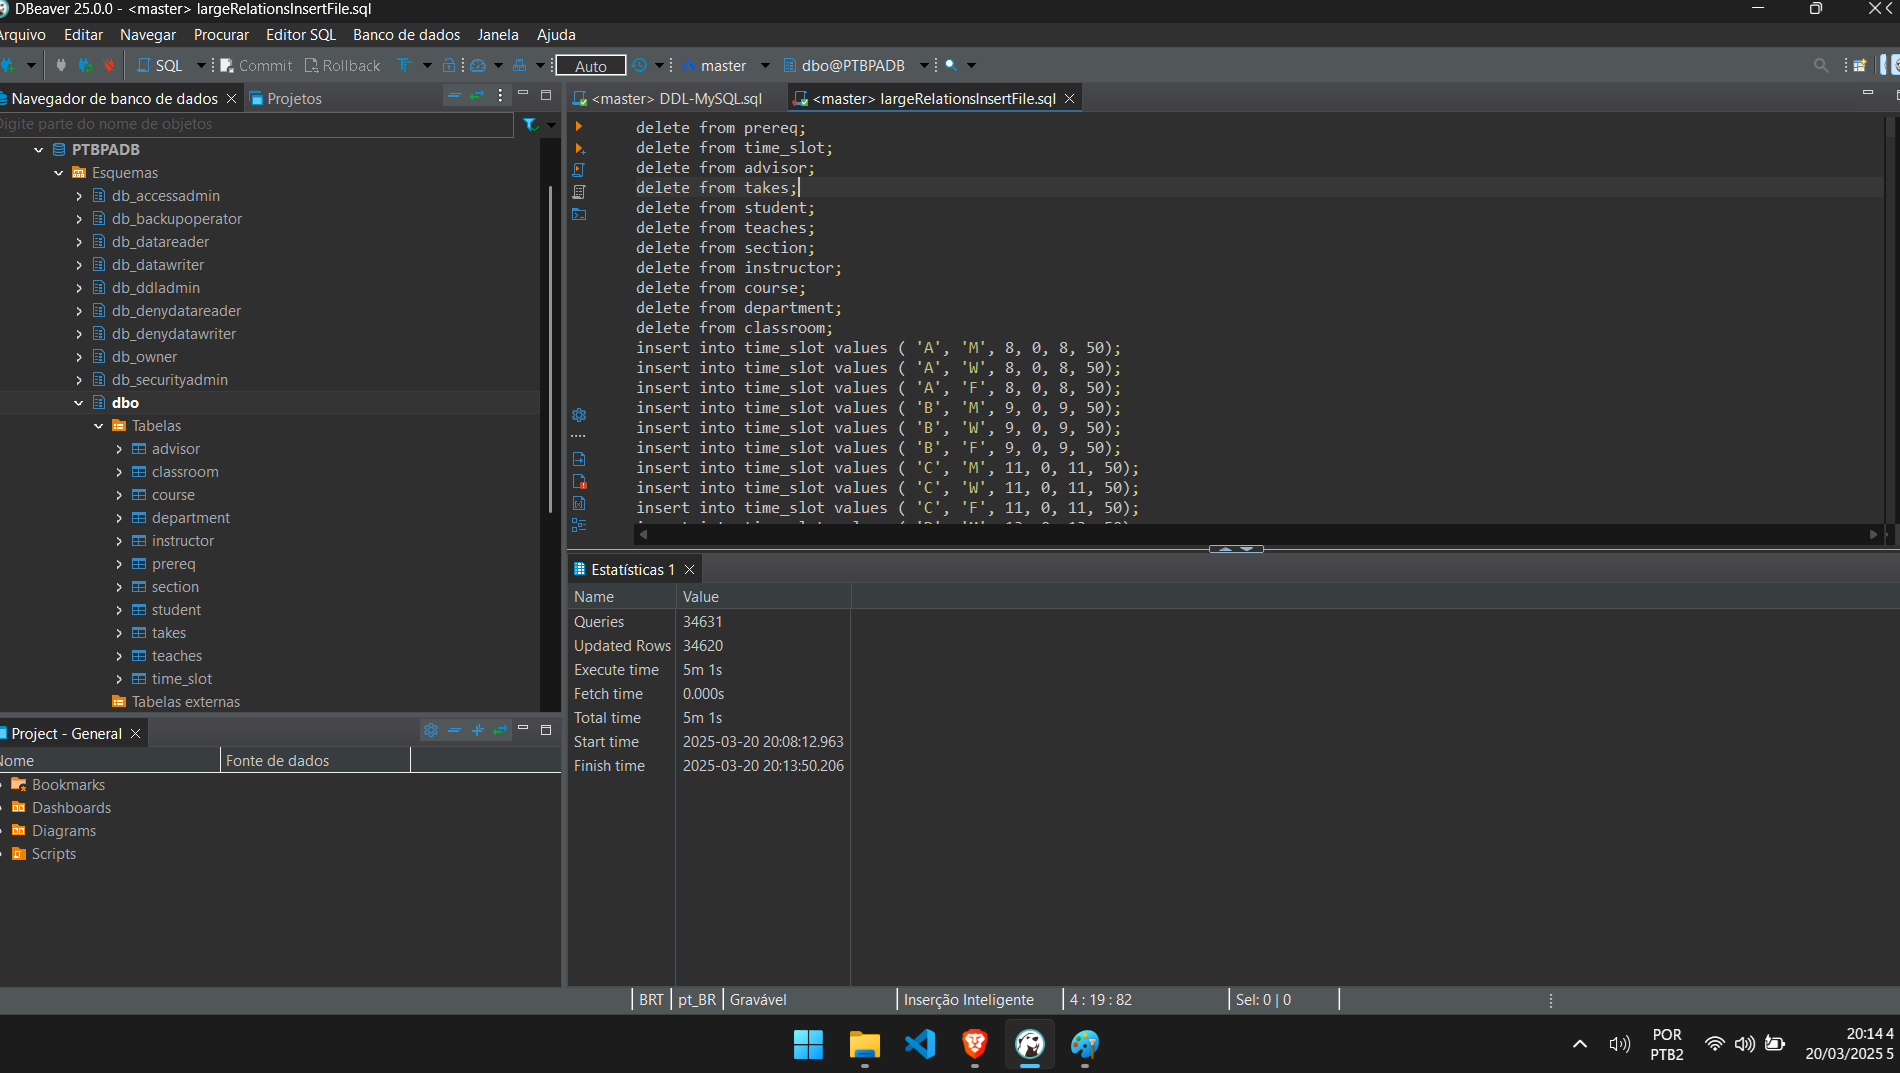 DBeaver 25.0.0 - <master> largeRelationsInsertFile.sql
Arquivo Editar Navegar Procurar Editor SQL Banco de dados Janela Ajuda
SQL Commit Rollback Auto master dbo@PTBPADB
Navegador de banco de dados Projetos
Digite parte do nome de objetos
PTBPADB
Esquemas
db_accessadmin
db_backupoperator
db_datareader
db_datawriter
db_ddladmin
db_denydatareader
db_denydatawriter
db_owner
db_securityadmin
dbo
Tabelas
advisor
classroom
course
department
instructor
prereq
section
student
takes
teaches
time_slot
Tabelas externas
Project - General
Nome Fonte de dados
Bookmarks
Dashboards
Diagrams
Scripts
<master> DDL-MySQL.sql <master> largeRelationsInsertFile.sql
delete from prereq;
delete from time_slot;
delete from advisor;
delete from takes;
delete from student;
delete from teaches;
delete from section;
delete from instructor;
delete from course;
delete from department;
delete from classroom;
insert into time_slot values ( 'A', 'M', 8, 0, 8, 50);
insert into time_slot values ( 'A', 'W', 8, 0, 8, 50);
insert into time_slot values ( 'A', 'F', 8, 0, 8, 50);
insert into time_slot values ( 'B', 'M', 9, 0, 9, 50);
insert into time_slot values ( 'B', 'W', 9, 0, 9, 50);
insert into time_slot values ( 'B', 'F', 9, 0, 9, 50);
insert into time_slot values ( 'C', 'M', 11, 0, 11, 50);
insert into time_slot values ( 'C', 'W', 11, 0, 11, 50);
insert into time_slot values ( 'C', 'F', 11, 0, 11, 50);
Estatísticas 1
Name Value
Queries 34631
Updated Rows 34620
Execute time 5m 1s
Fetch time 0.000s
Total time 5m 1s
Start time 2025-03-20 20:08:12.963
Finish time 2025-03-20 20:13:50.206
BRT pt_BR Gravável Inserção Inteligente 4 : 19 : 82 Sel: 0 | 0
POR 20:14 4
PTB2 20/03/2025 5